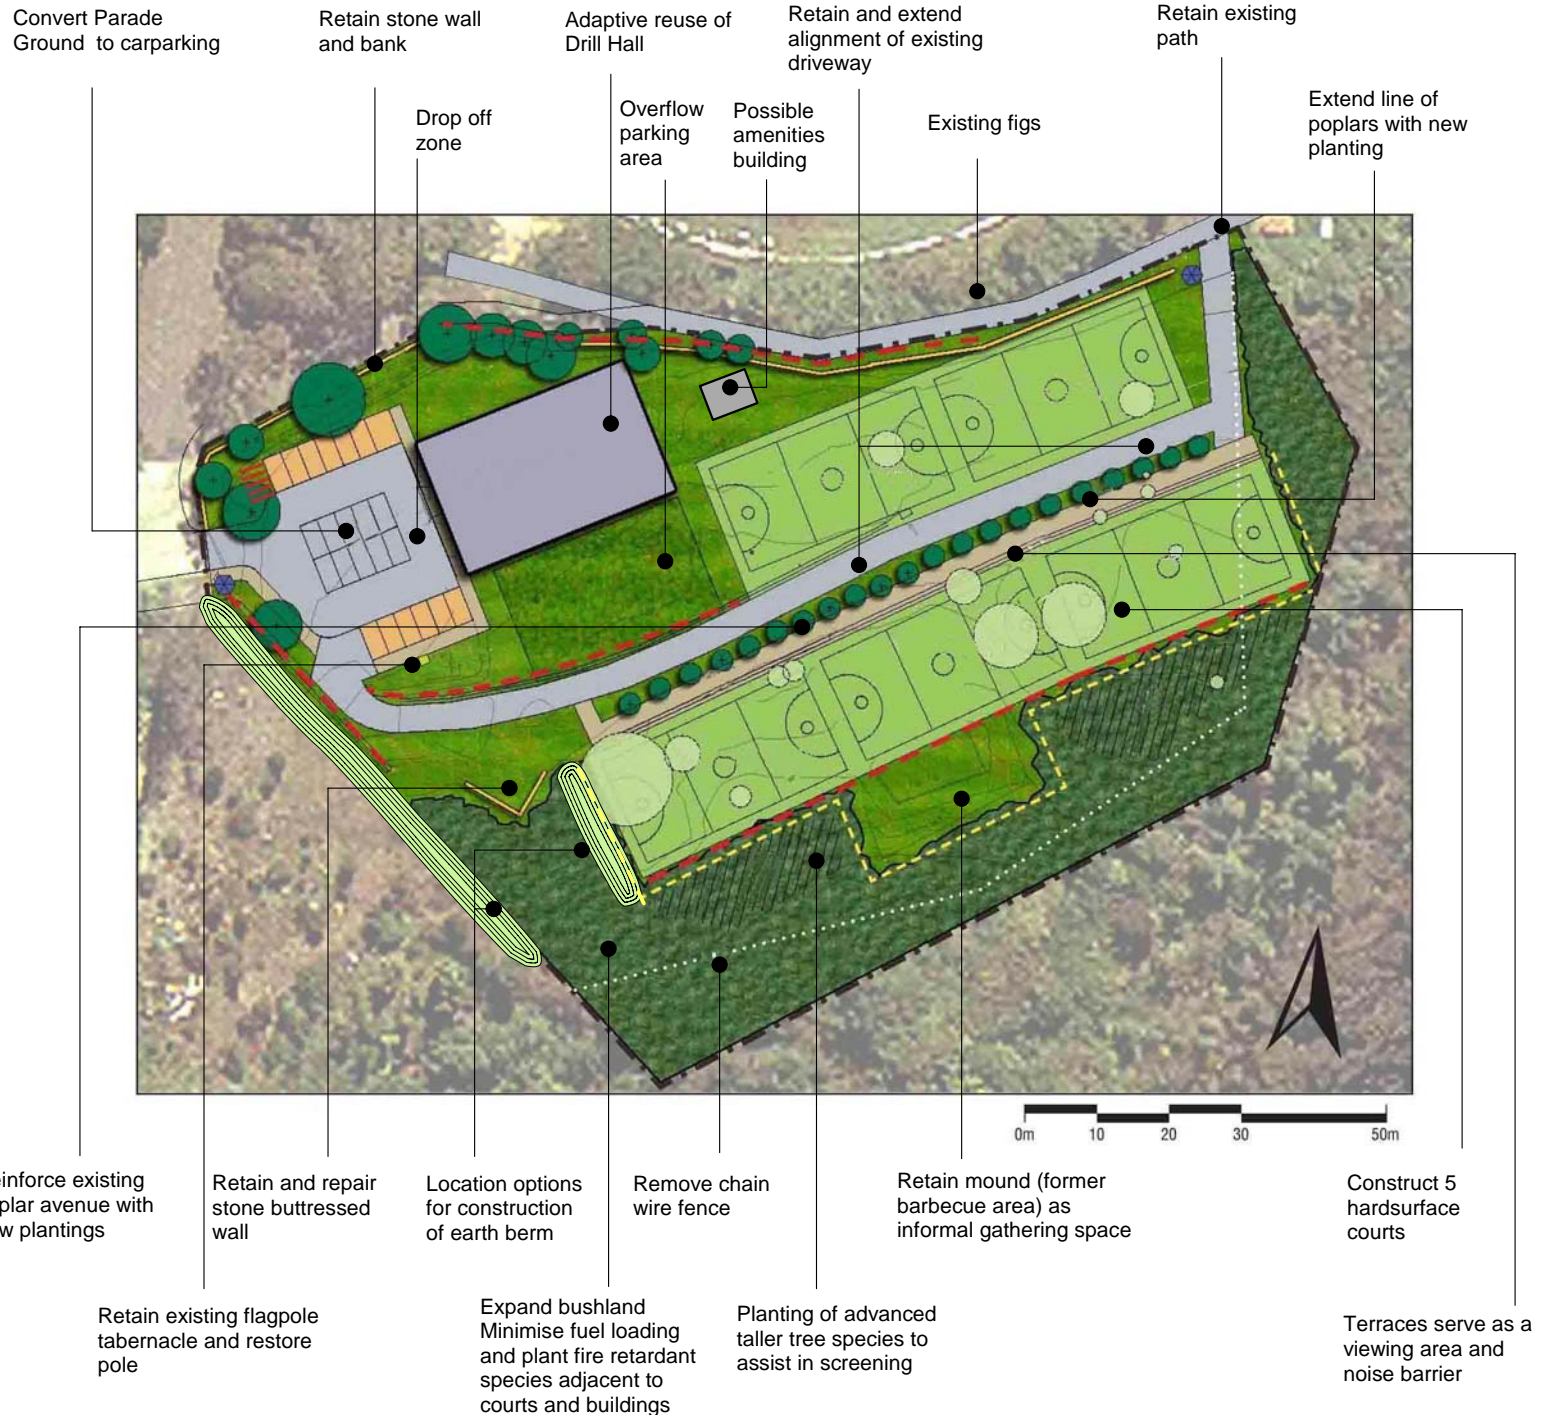 Convert Parade
Ground to carparking
Retain stone wall
and bank
Adaptive reuse of
Drill Hall
Retain and extend
alignment of existing
driveway
Retain existing
path
Drop off
zone
Overflow
parking
area
Possible
amenities
building
Existing figs
Extend line of
poplars with new
planting
0m 10 20 30 50m
einforce existing
plar avenue with
w plantings
Retain and repair
stone buttressed
wall
Location options
for construction
of earth berm
Remove chain
wire fence
Retain mound (former
barbecue area) as
informal gathering space
Construct 5
hardsurface
courts
Retain existing flagpole
tabernacle and restore
pole
Expand bushland
Minimise fuel loading
and plant fire retardant
species adjacent to
courts and buildings
Planting of advanced
taller tree species to
assist in screening
Terraces serve as a
viewing area and
noise barrier